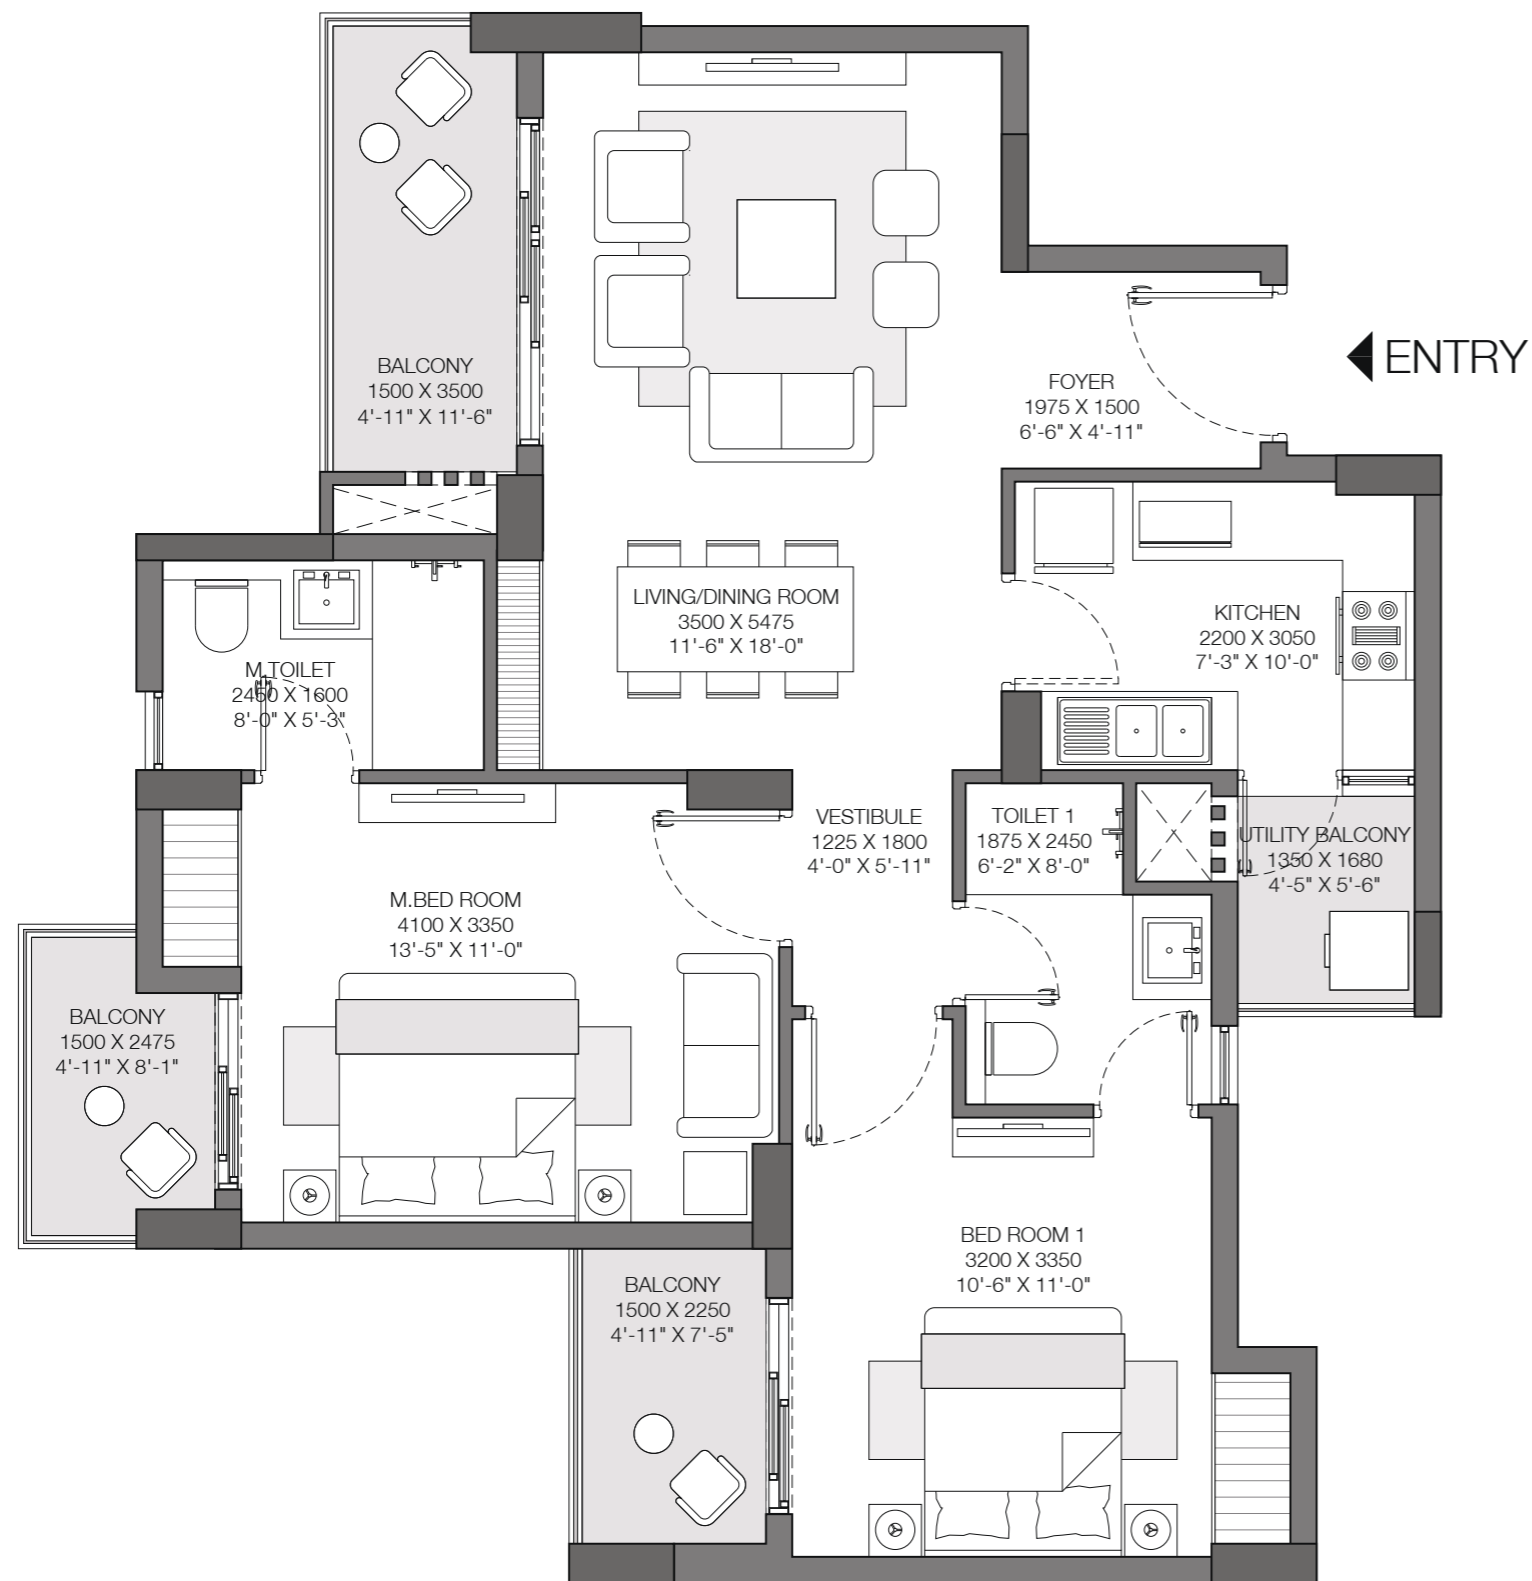 BALCONY
1500 X 3500
4'-11" X 11'-6"
FOYER
1975 X 1500
6'-6" X 4'-11"
ENTRY
LIVING/DINING ROOM
3500 X 5475
11'-6" X 18'-0"
KITCHEN
2200 X 3050
7'-3" X 10'-0"
M.TOILET
2450 X 1600
8'-0" X 5'-3"
VESTIBULE
1225 X 1800
4'-0" X 5'-11"
TOILET 1
1875 X 2450
6'-2" X 8'-0"
UTILITY BALCONY
1350 X 1680
4'-5" X 5'-6"
M.BED ROOM
4100 X 3350
13'-5" X 11'-0"
BALCONY
1500 X 2475
4'-11" X 8'-1"
BED ROOM 1
3200 X 3350
10'-6" X 11'-0"
BALCONY
1500 X 2250
4'-11" X 7'-5"